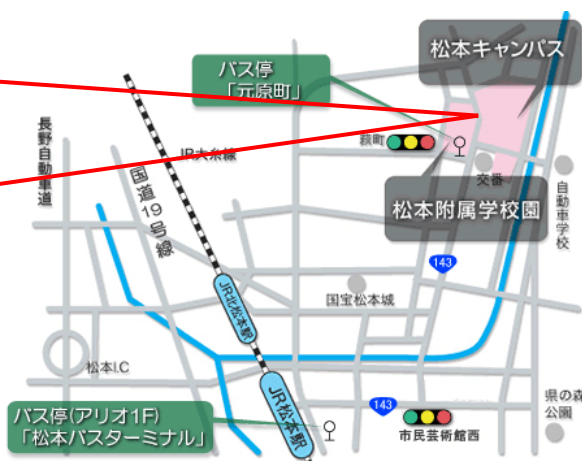 松本キャンパス
バス停
「元原町」
萩町
長野自動車道
JR大糸線
国道19号線
交番
自動車学校
松本附属学校園
143
国宝松本城
JR北松本駅
松本I.C
県の森
公園
143
バス停(アリオ1F)
「松本バスターミナル」
JR松本駅
市民芸術館西